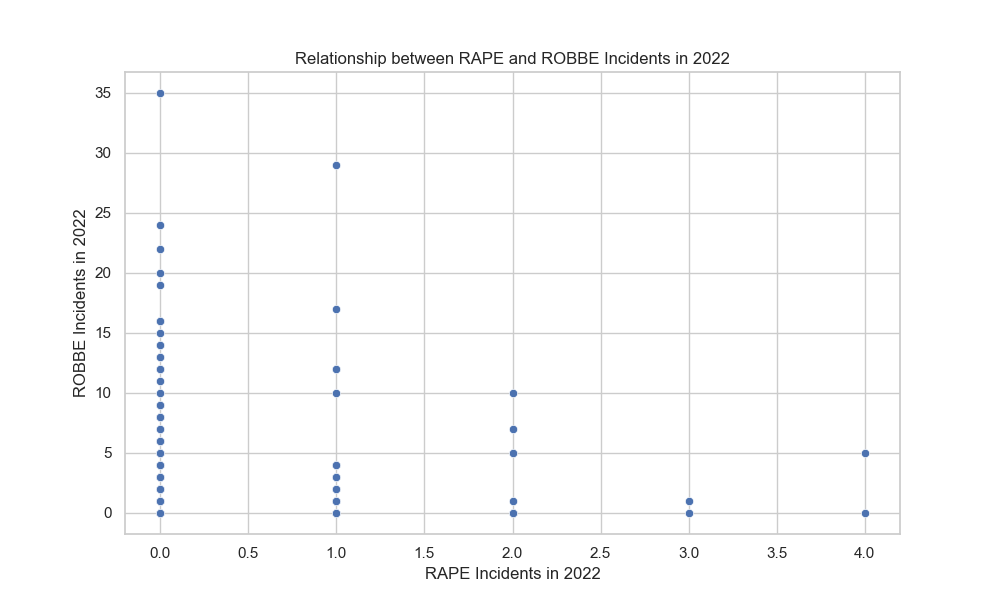 Relationship between RAPE and ROBBE Incidents in 2022
ROBBE Incidents in 2022
35
30
25
20
15
10
5
0
0.0 0.5 1.0 1.5 2.0 2.5 3.0 3.5 4.0
RAPE Incidents in 2022